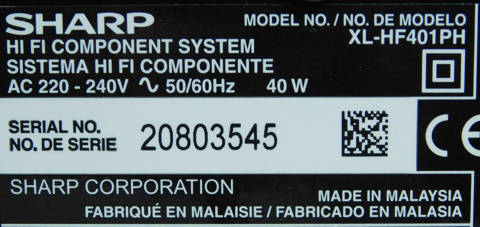 SHARP
MODEL NO. / NO. DE MODELO
XL-HF401PH
HI FI COMPONENT SYSTEM
SISTEMA HI FI COMPONENTE
AC 220 - 240V ~ 50/60Hz 40 W
SERIAL NO.
NO. DE SERIE
20803545
CE
SHARP CORPORATION
MADE IN MALAYSIA
FABRIQUÉ EN MALAISIE / FABRICADO EN MALASIA